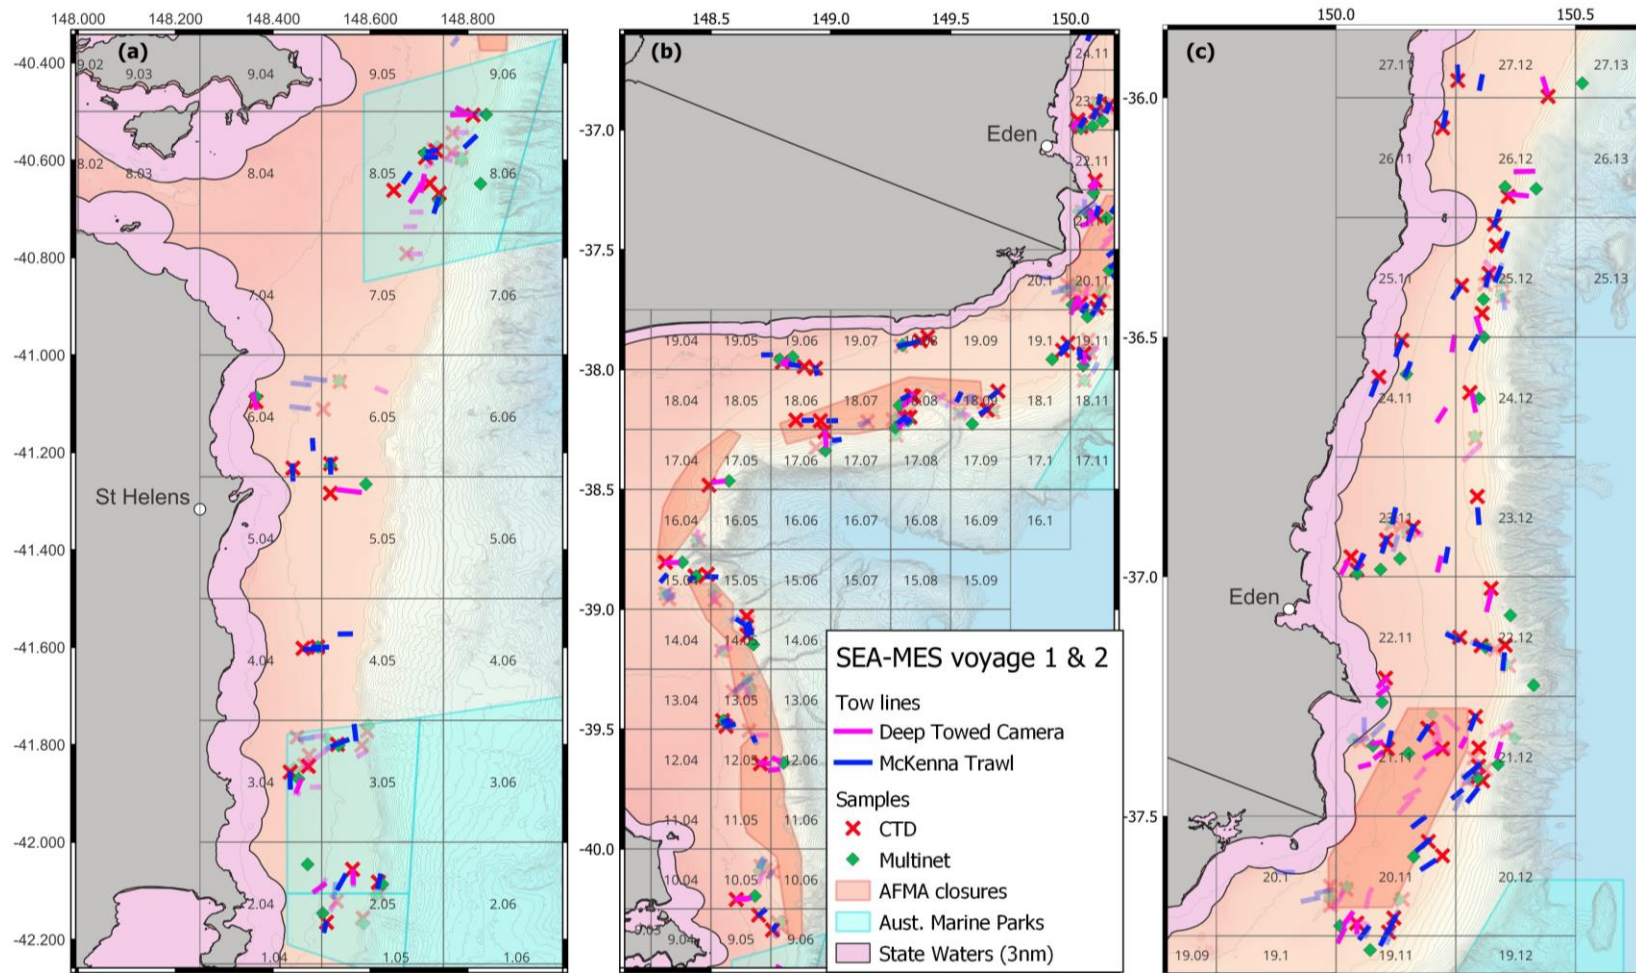 148.000 148.200 148.400 148.600 148.800
(a)
-40.400
-40.600
-40.800
-41.000
-41.200
-41.400
-41.600
-41.800
-42.000
-42.200
9.02 9.03 9.04 9.05 9.06
8.02 8.03 8.04 8.05 8.06
7.04 7.05 7.06
6.04 6.05 6.06
St Helens
5.04 5.05 5.06
4.04 4.05 4.06
3.04 3.05 3.06
2.04 2.05 2.06
1.04 1.05 1.06
148.5 149.0 149.5 150.0
(b)
-37.0
-37.5
-38.0
-38.5
-39.0
-39.5
-40.0
24.11
Eden
22.11
20.1 20.11
19.04 19.05 19.06 19.07 19.08 19.09 19.1 19.11
18.04 18.05 18.06 18.07 18.08 18.09 18.1 18.11
17.04 17.05 17.06 17.07 17.08 17.09 17.1 17.11
16.04 16.05 16.06 16.07 16.08 16.09 16.1
15.05 15.06 15.07 15.08 15.09
14.04 14.05 14.06
13.04 13.05 13.06
12.04 12.05 12.06
11.04 11.05 11.06
10.04 10.05 10.06
9.04 9.05 9.06
SEA-MES voyage 1 & 2
Tow lines
Deep Towed Camera
McKenna Trawl
Samples
CTD
Multinet
AFMA closures
Aust. Marine Parks
State Waters (3nm)
150.0 150.5
(c)
-36.0
-36.5
-37.0
-37.5
27.11 27.12 27.13
26.11 26.12 26.13
25.11 25.12 25.13
24.11 24.12
23.11 23.12
Eden
22.11 22.12
21.11 21.12
20.1 20.11 20.12
19.09 19.1 19.11 19.12